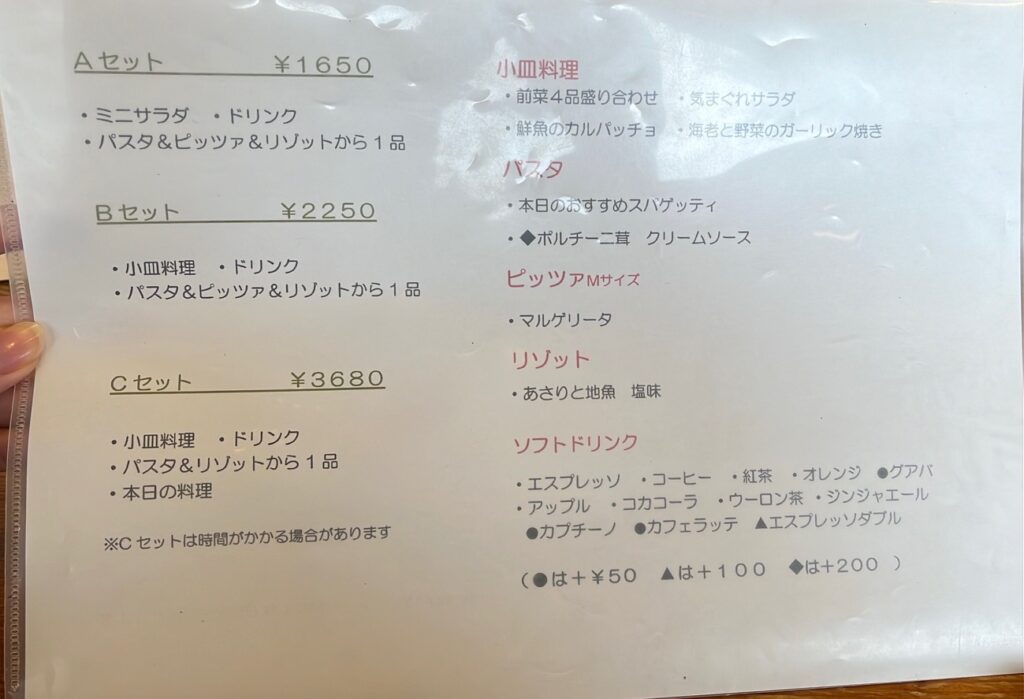 Aセット ¥1650
・ミニサラダ ・ドリンク
・パスタ&ピッツァ&リゾットから1品
Bセット ¥2250
・小皿料理 ・ドリンク
・パスタ&ピッツァ&リゾットから1品
Cセット ¥3680
・小皿料理 ・ドリンク
・パスタ&リゾットから1品
・本日の料理
※Cセットは時間がかかる場合があります
小皿料理
・前菜4品盛り合わせ ・気まぐれサラダ
・鮮魚のカルパッチョ ・海老と野菜のガーリック焼き
パスタ
・本日のおすすめスパゲッティ
・◆ポルチーニ茸 クリームソース
ピッツァMサイズ
・マルゲリータ
リゾット
・あさりと地魚 塩味
ソフトドリンク
・エスプレッソ ・コーヒー ・紅茶 ・オレンジ ●グアバ
・アップル ・コカコーラ ・ウーロン茶 ・ジンジャエール
●カプチーノ ●カフェラッテ ▲エスプレッソダブル
(●は+¥50 ▲は+100 ◆は+200 )